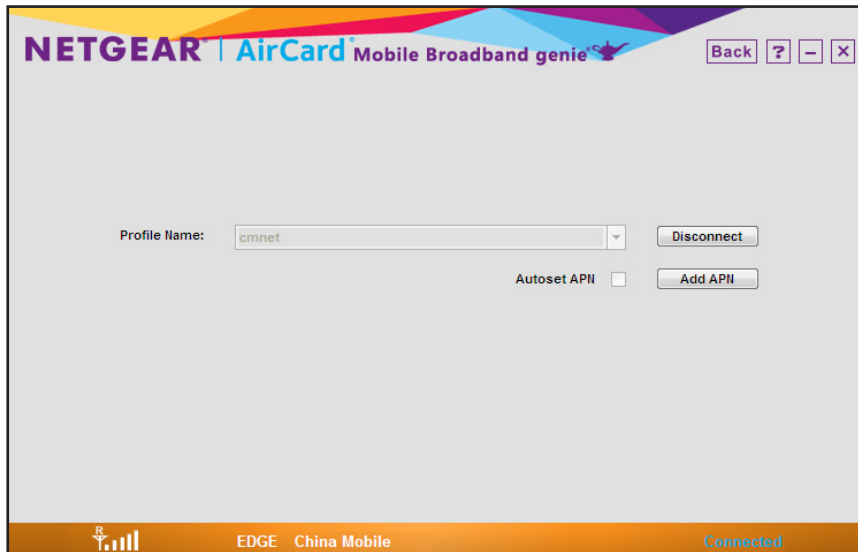 NETGEAR® | AirCard® Mobile Broadband genie® Back ? – ×
Profile Name: cmnet Disconnect
Autoset APN Add APN
R EDGE China Mobile Connected